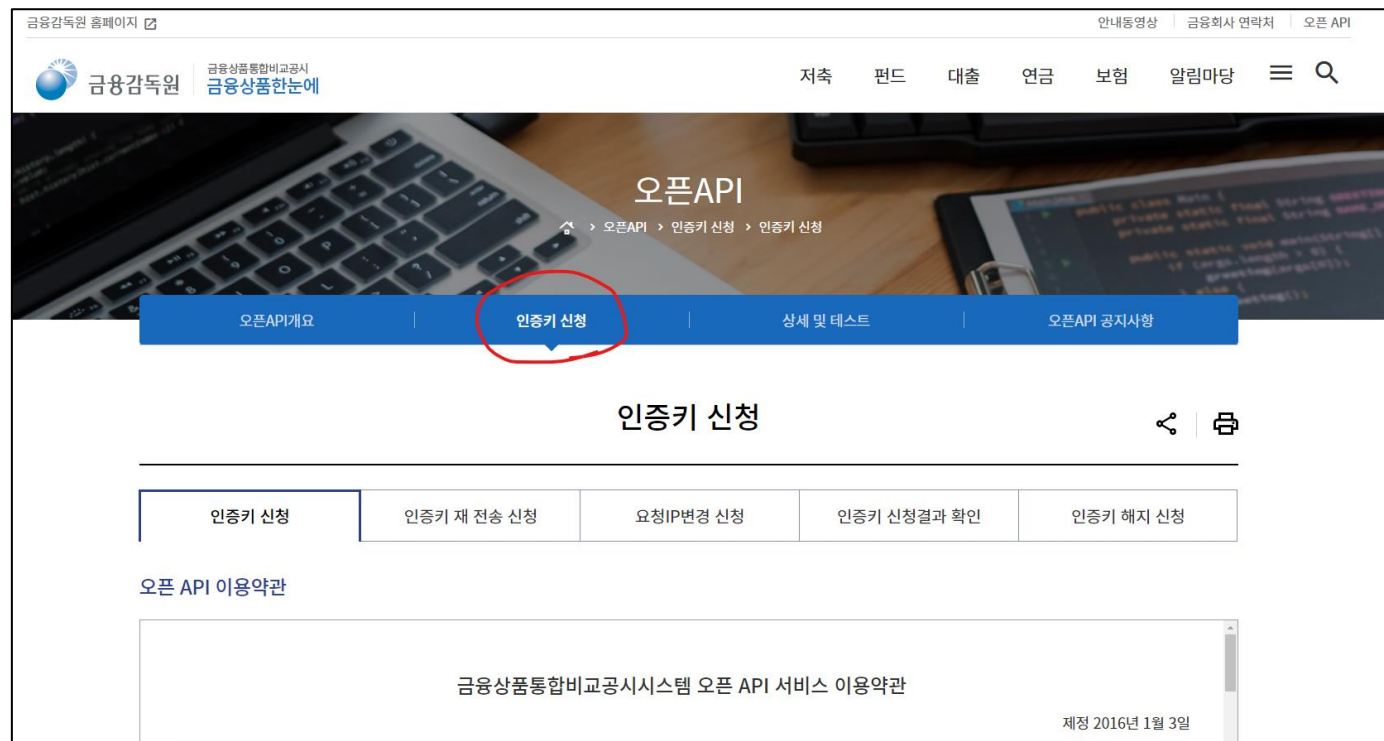 금융감독원 홈페이지
안내동영상 금융회사 연락처 오픈 API
금융감독원 금융상품통합비교공시
금융상품한눈에
저축 펀드 대출 연금 보험 알림마당
오픈API
> 오픈API > 인증키 신청 > 인증키 신청
오픈API개요 인증키 신청 상세 및 테스트 오픈API 공지사항
인증키 신청
인증키 신청 인증키 재 전송 신청 요청IP변경 신청 인증키 신청결과 확인 인증키 해지 신청
오픈 API 이용약관
금융상품통합비교공시시스템 오픈 API 서비스 이용약관
제정 2016년 1월 3일